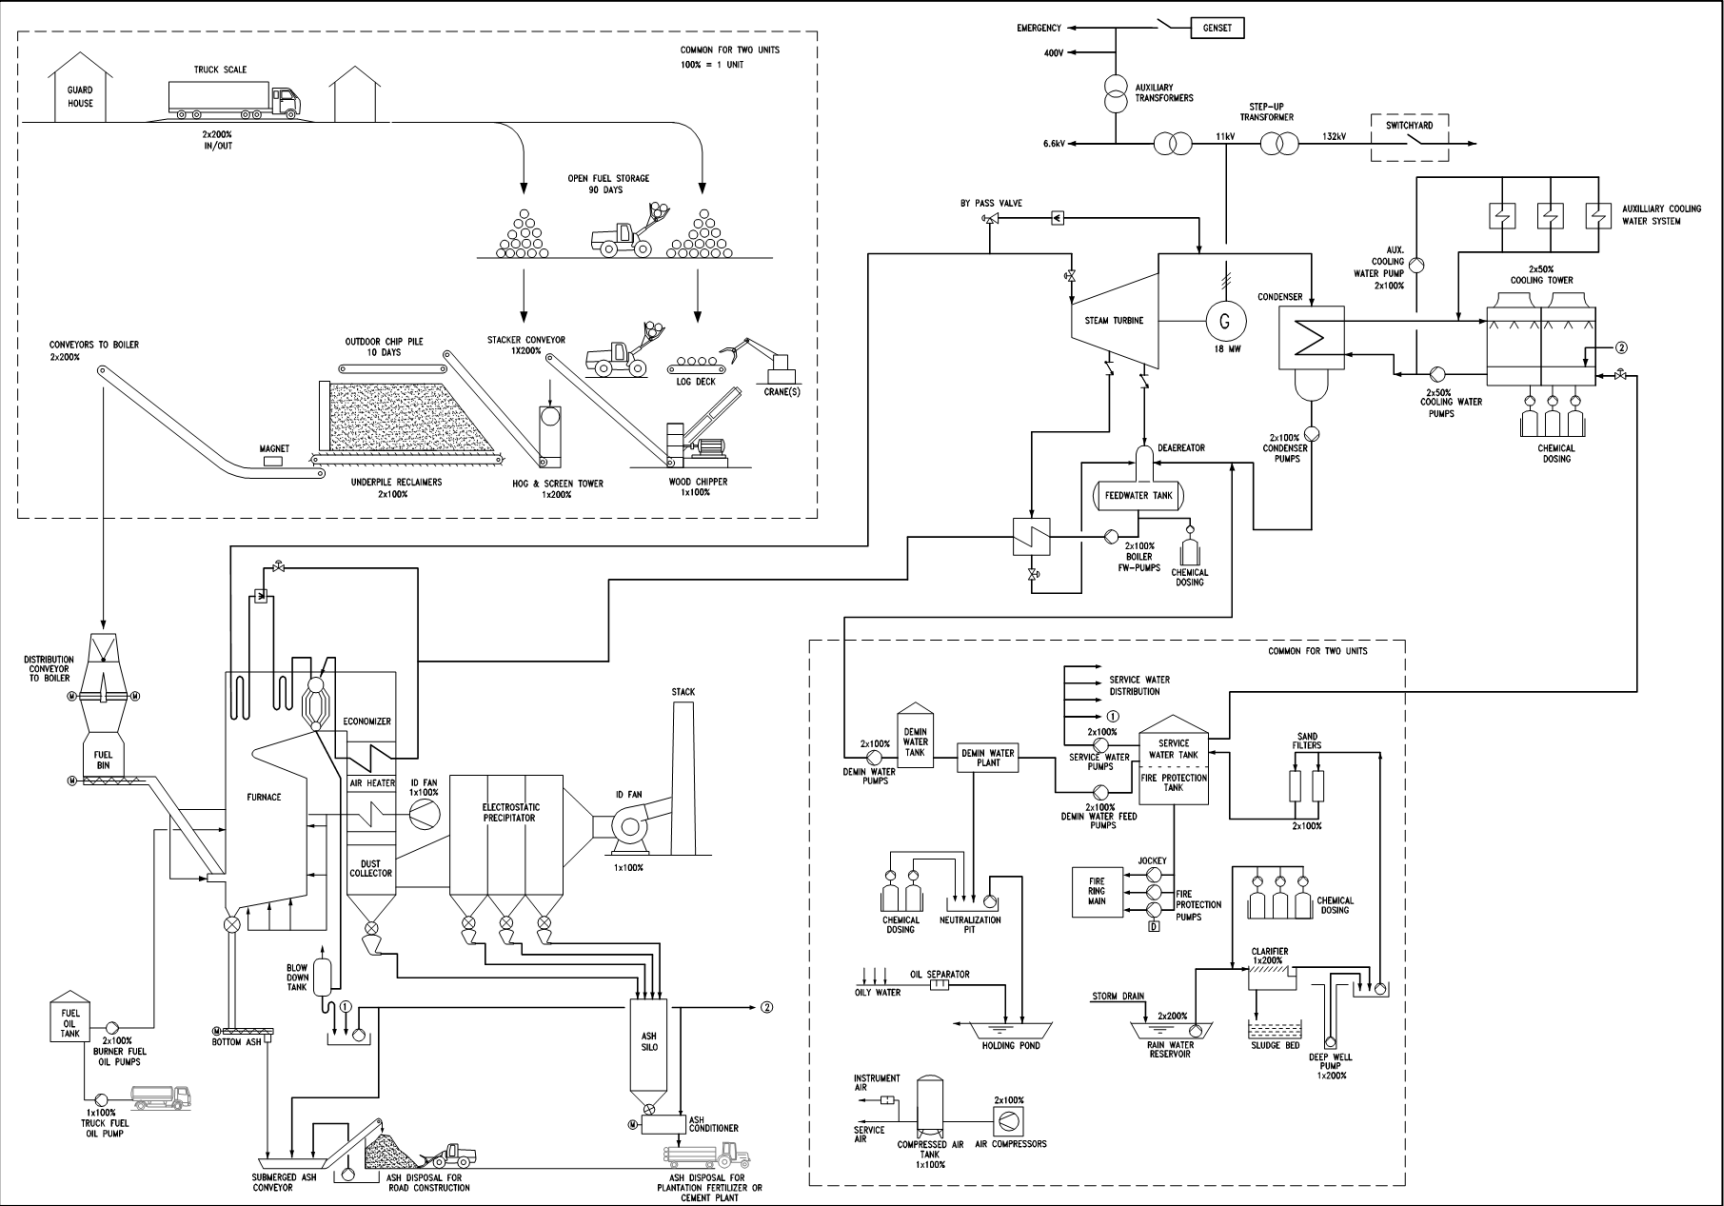 COMMON FOR TWO UNITS
100% = 1 UNIT
TRUCK SCALE
GUARD
HOUSE
2x200%
IN/OUT
OPEN FUEL STORAGE
90 DAYS
CONVEYORS TO BOILER
2x200%
OUTDOOR CHIP PILE
10 DAYS
STACKER CONVEYOR
1X200%
LOG DECK
CRANE(S)
MAGNET
UNDERPILE RECLAIMERS
2x100%
HOG & SCREEN TOWER
1x200%
WOOD CHIPPER
1x100%
EMERGENCY
GENSET
400V
AUXILIARY
TRANSFORMERS
STEP-UP
TRANSFORMER
6.6kV
11kV
132kV
SWITCHYARD
BY PASS VALVE
AUX.
COOLING
WATER PUMP
2x100%
AUXILLIARY COOLING
WATER SYSTEM
2x50%
COOLING TOWER
CONDENSER
STEAM TURBINE
G
18 MW
2
2x50%
COOLING WATER
PUMPS
CHEMICAL
DOSING
2x100%
CONDENSER
PUMPS
DEAEREATOR
FEEDWATER TANK
2x100%
BOILER
FW-PUMPS
CHEMICAL
DOSING
DISTRIBUTION
CONVEYOR
TO BOILER
M
M
FUEL
BIN
M
FURNACE
ECONOMIZER
AIR HEATER
ID FAN
1x100%
DUST
COLLECTOR
ELECTROSTATIC
PRECIPITATOR
ID FAN
1x100%
STACK
BLOW
DOWN
TANK
1
2
FUEL
OIL
TANK
2x100%
BURNER FUEL
OIL PUMPS
1x100%
TRUCK FUEL
OIL PUMP
M
BOTTOM ASH
SUBMERGED ASH
CONVEYOR
ASH DISPOSAL FOR
ROAD CONSTRUCTION
ASH
SILO
M
ASH
CONDITIONER
ASH DISPOSAL FOR
PLANTATION FERTILIZER OR
CEMENT PLANT
COMMON FOR TWO UNITS
SERVICE WATER
DISTRIBUTION
1
2x100%
DEMIN WATER
PUMPS
DEMIN
WATER
TANK
DEMIN WATER
PLANT
2x100%
SERVICE WATER
PUMPS
2x100%
DEMIN WATER FEED
PUMPS
SERVICE
WATER TANK
FIRE PROTECTION
TANK
SAND
FILTERS
2x100%
JOCKEY
FIRE
RING
MAIN
FIRE
PROTECTION
PUMPS
D
CHEMICAL
DOSING
NEUTRALIZATION
PIT
CHEMICAL
DOSING
OILY WATER
OIL SEPARATOR
HOLDING POND
STORM DRAIN
2x200%
RAIN WATER
RESERVOIR
CLARIFIER
1x200%
SLUDGE BED
DEEP WELL
PUMP
1x200%
INSTRUMENT
AIR
SERVICE
AIR
COMPRESSED AIR
TANK
1x100%
2x100%
AIR COMPRESSORS